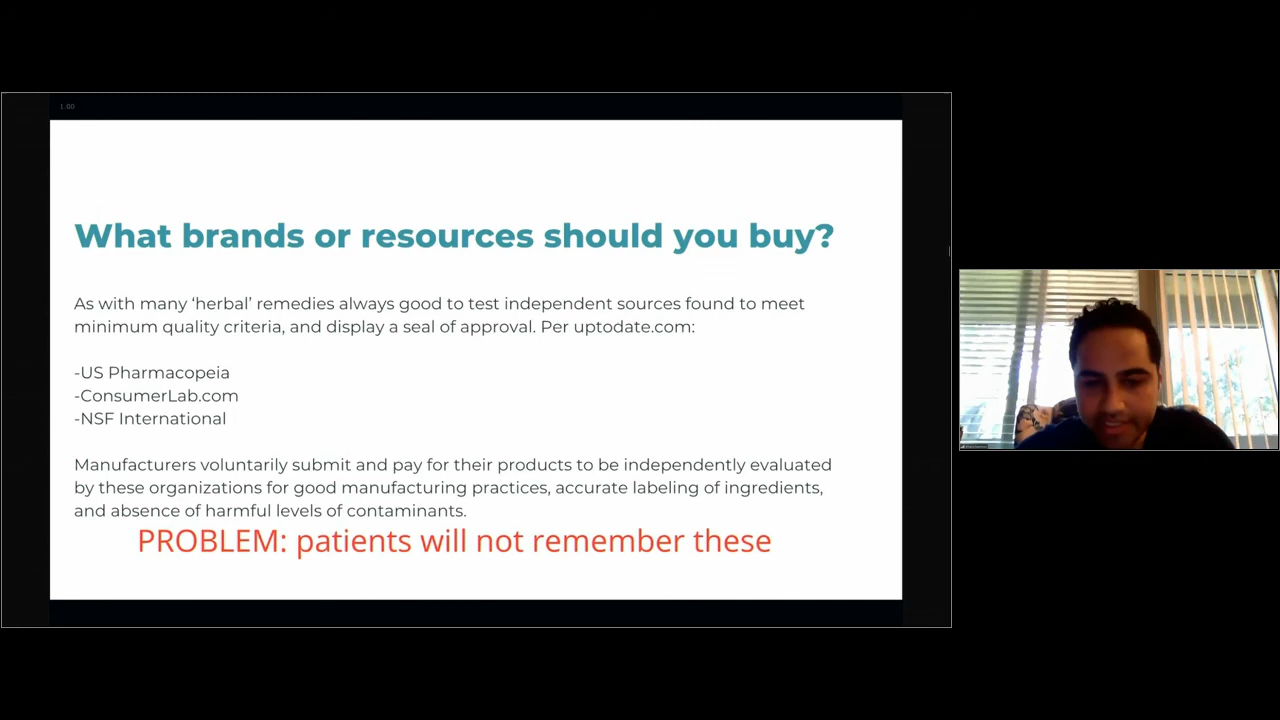 1.00
What brands or resources should you buy?
As with many ‘herbal’ remedies always good to test independent sources found to meet
minimum quality criteria, and display a seal of approval. Per uptodate.com:
-US Pharmacopeia
-ConsumerLab.com
-NSF International
Manufacturers voluntarily submit and pay for their products to be independently evaluated
by these organizations for good manufacturing practices, accurate labeling of ingredients,
and absence of harmful levels of contaminants.
PROBLEM: patients will not remember these